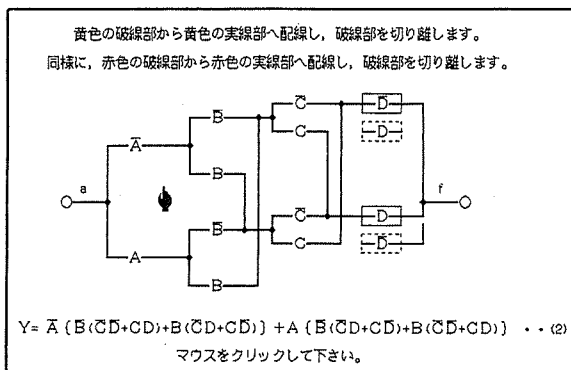 黄色の破線部から黄色の実線部へ配線し，破線部を切り離します。
同様に，赤色の破線部から赤色の実線部へ配線し，破線部を切り離します。
a
A̅
B̅
B
C̅
C
D̅
D
f
A
B̅
B
C̅
C
D
D̅
Y= A̅ {B̅(C̅D̅+CD)+B(C̅D+CD̅)} +A {B̅(C̅D+CD̅)+B(C̅D̅+CD)} ・・(2)
マウスをクリックして下さい。